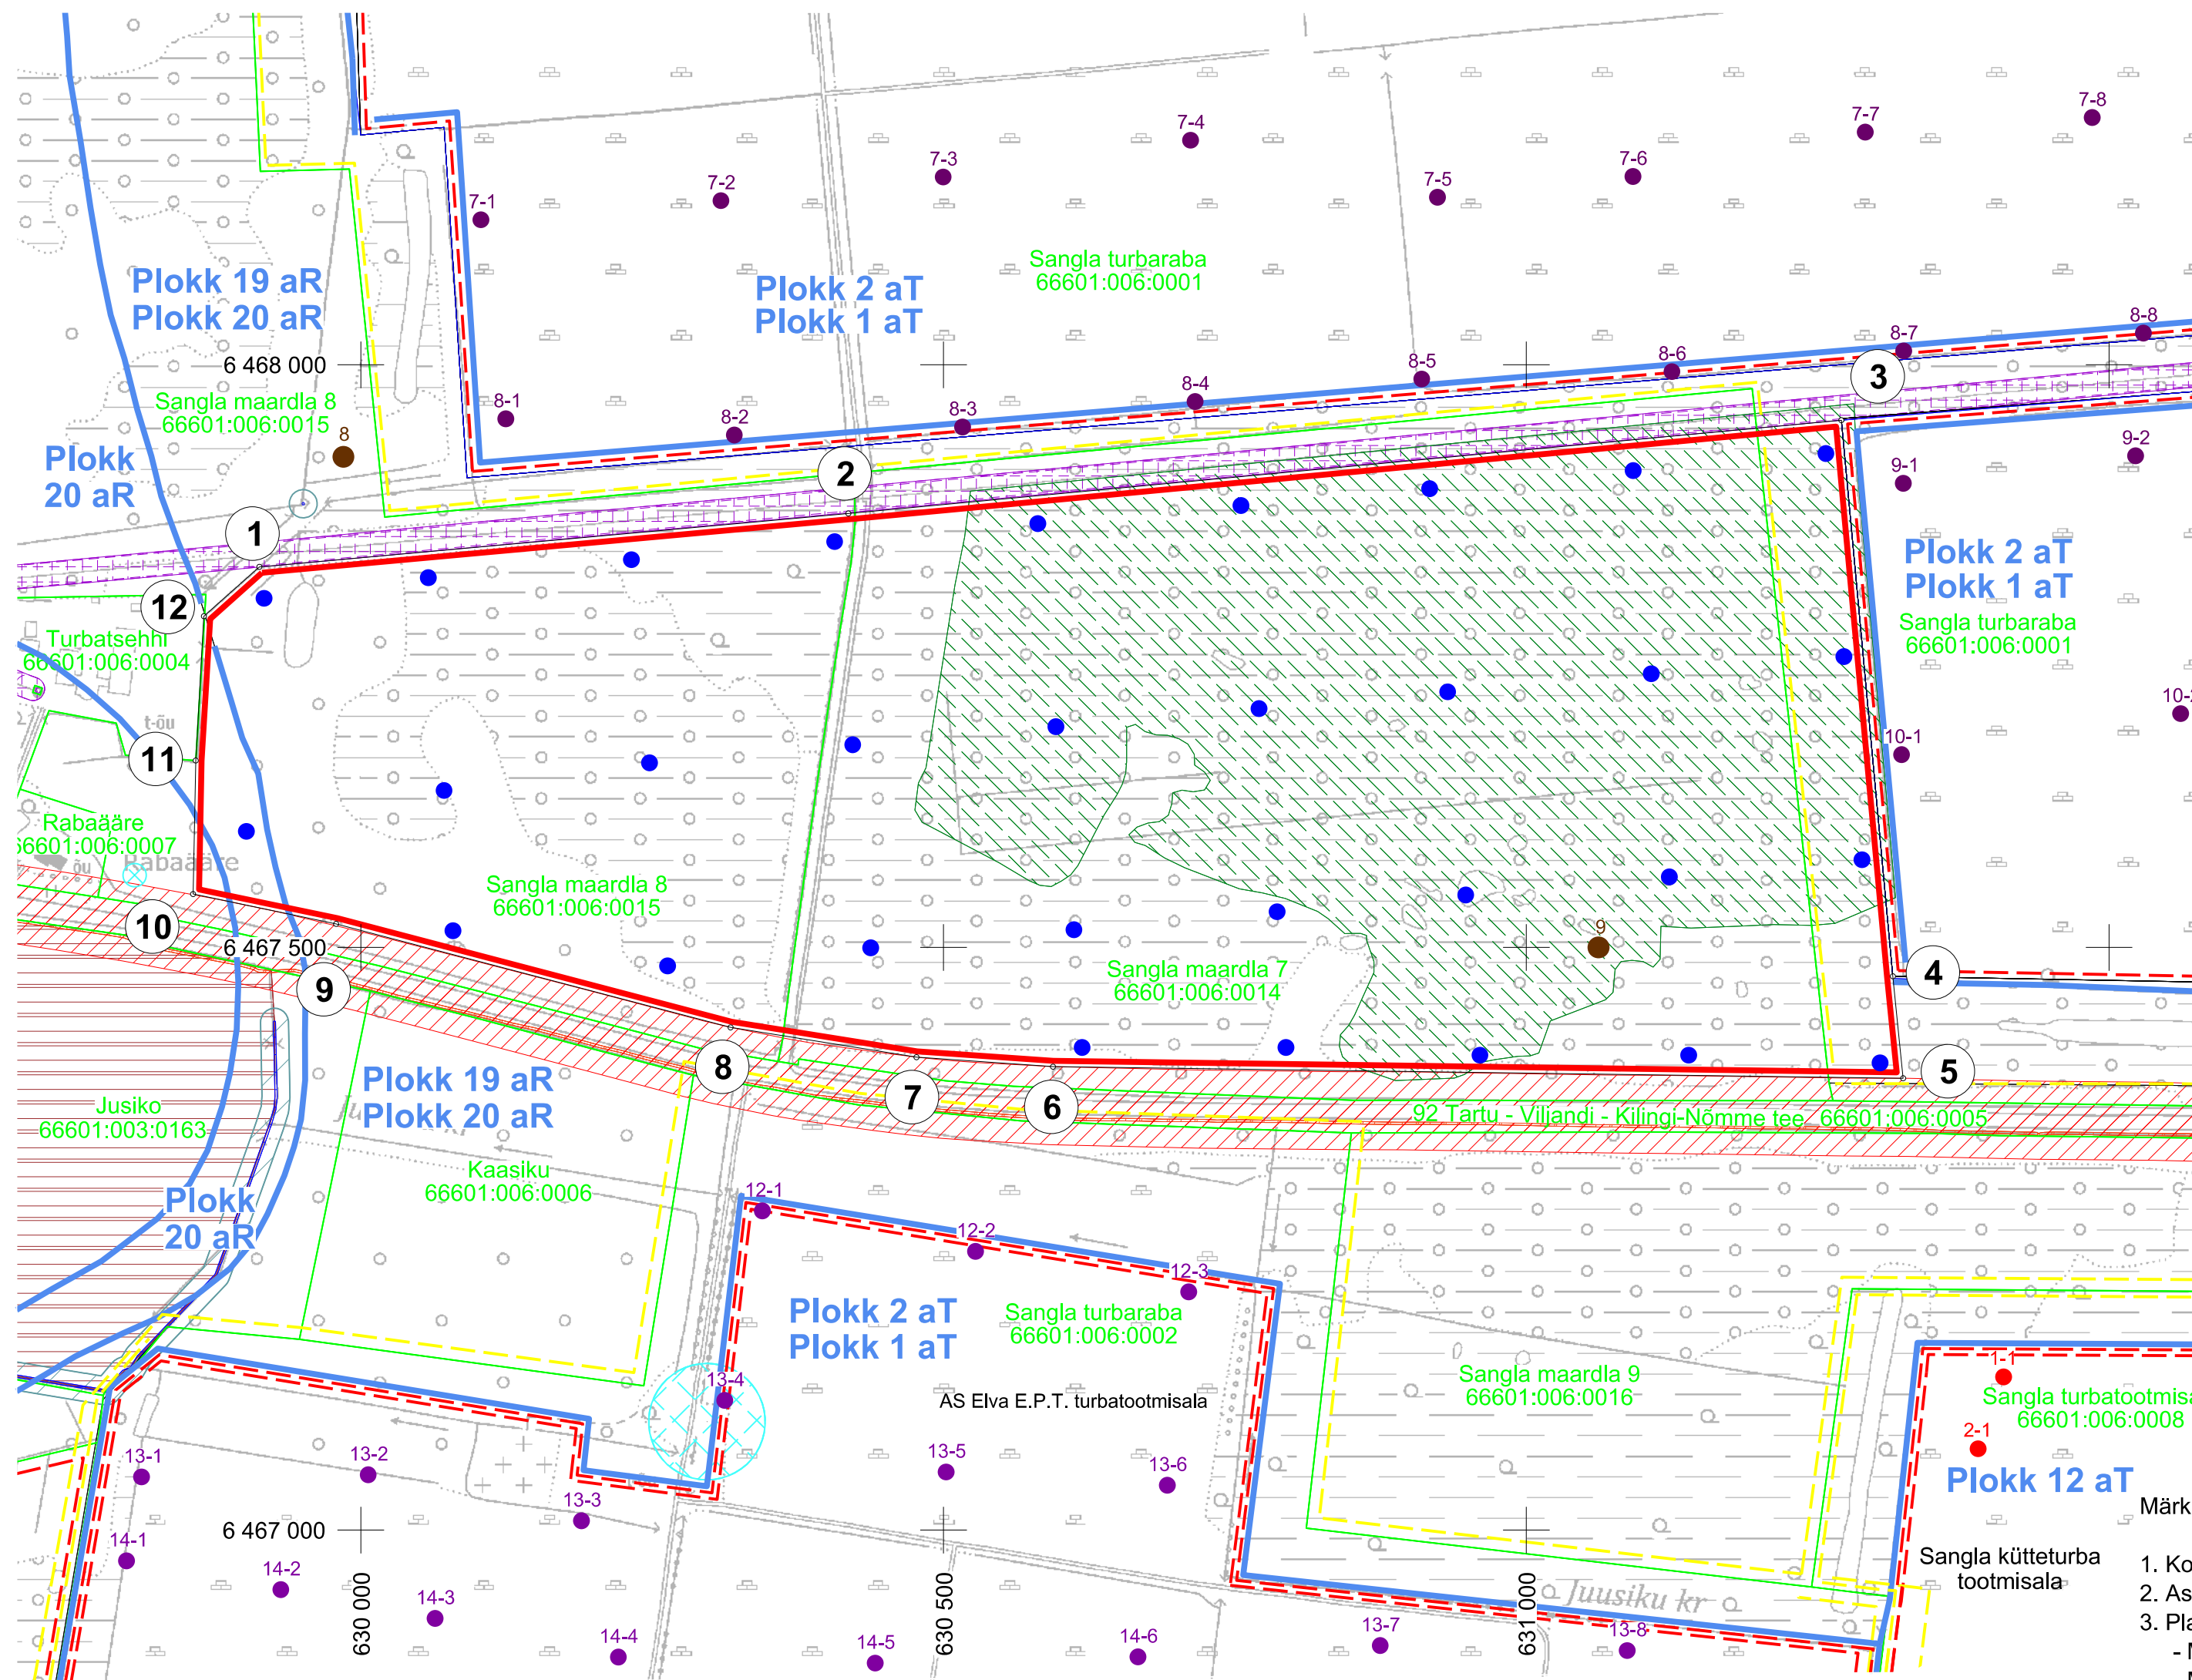 7-8
7-7
7-4
7-3
7-6
7-2
7-5
7-1
Sangla turbaraba
66601:006:0001
Plokk 19 aR
Plokk 20 aR
Plokk 2 aT
Plokk 1 aT
8-8
8-7
8-6
8-5
8-4
8-3
8-2
8-1
6 468 000
3
Sangla maardla 8
66601:006:0015
8
Plokk
20 aR
2
9-2
9-1
1
12
Plokk 2 aT
Plokk 1 aT
Sangla turbaraba
66601:006:0001
Turbatsehhi
66601:006:0004
t-õu
11
10-1
Rabaääre
66601:006:0007
õu
Rabaääre
Sangla maardla 8
66601:006:0015
10
6 467 500
9
9
Sangla maardla 7
66601:006:0014
4
5
8
7
6
Plokk 19 aR
Plokk 20 aR
Jusiko
66601:003:0163
92 Tartu - Viljandi - Kilingi-Nõmme tee 66601:006:0005
Kaasiku
66601:006:0006
Plokk
20 aR
12-1
12-2
12-3
Plokk 2 aT
Plokk 1 aT
Sangla turbaraba
66601:006:0002
AS Elva E.P.T. turbatootmisala
Sangla maardla 9
66601:006:0016
1-1
66601:006:0008
2-1
Plokk 12 aT
13-4
13-1
13-2
13-3
13-5
13-6
6 467 000
14-1
14-2
14-3
14-4
14-5
14-6
13-7
13-8
630 000
630 500
631 000
Juusiku kr
Sangla kütteturba
tootmisala
1.
2.
3.